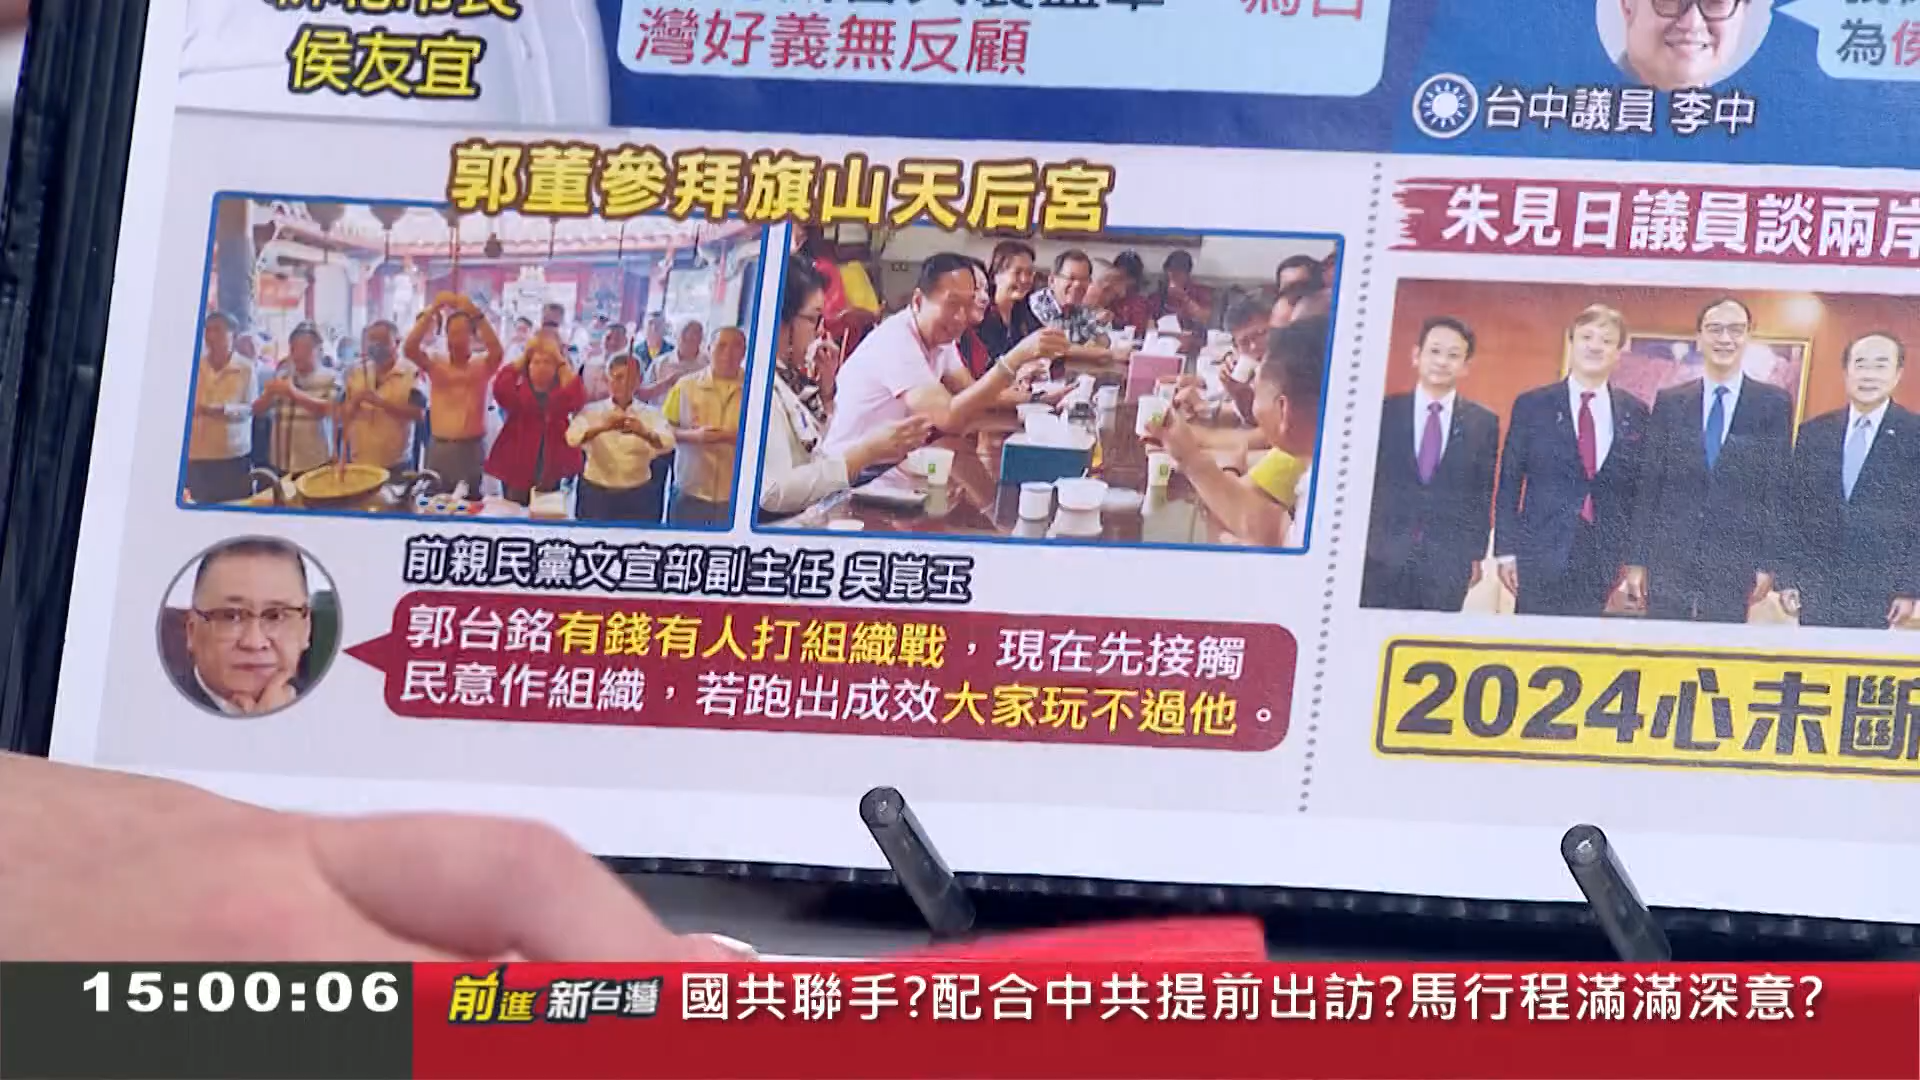 侯友宜
灣好義無反顧
台中議員 李中
郭董參拜旗山天后宮
朱見日議員談兩岸
前親民黨文宣部副主任 吳崑玉
郭台銘有錢有人打組織戰，現在先接觸
民意作組織，若跑出成效大家玩不過他。
2024心未斷
15:00:06
前進新台灣
國共聯手?配合中共提前出訪?馬行程滿滿深意?